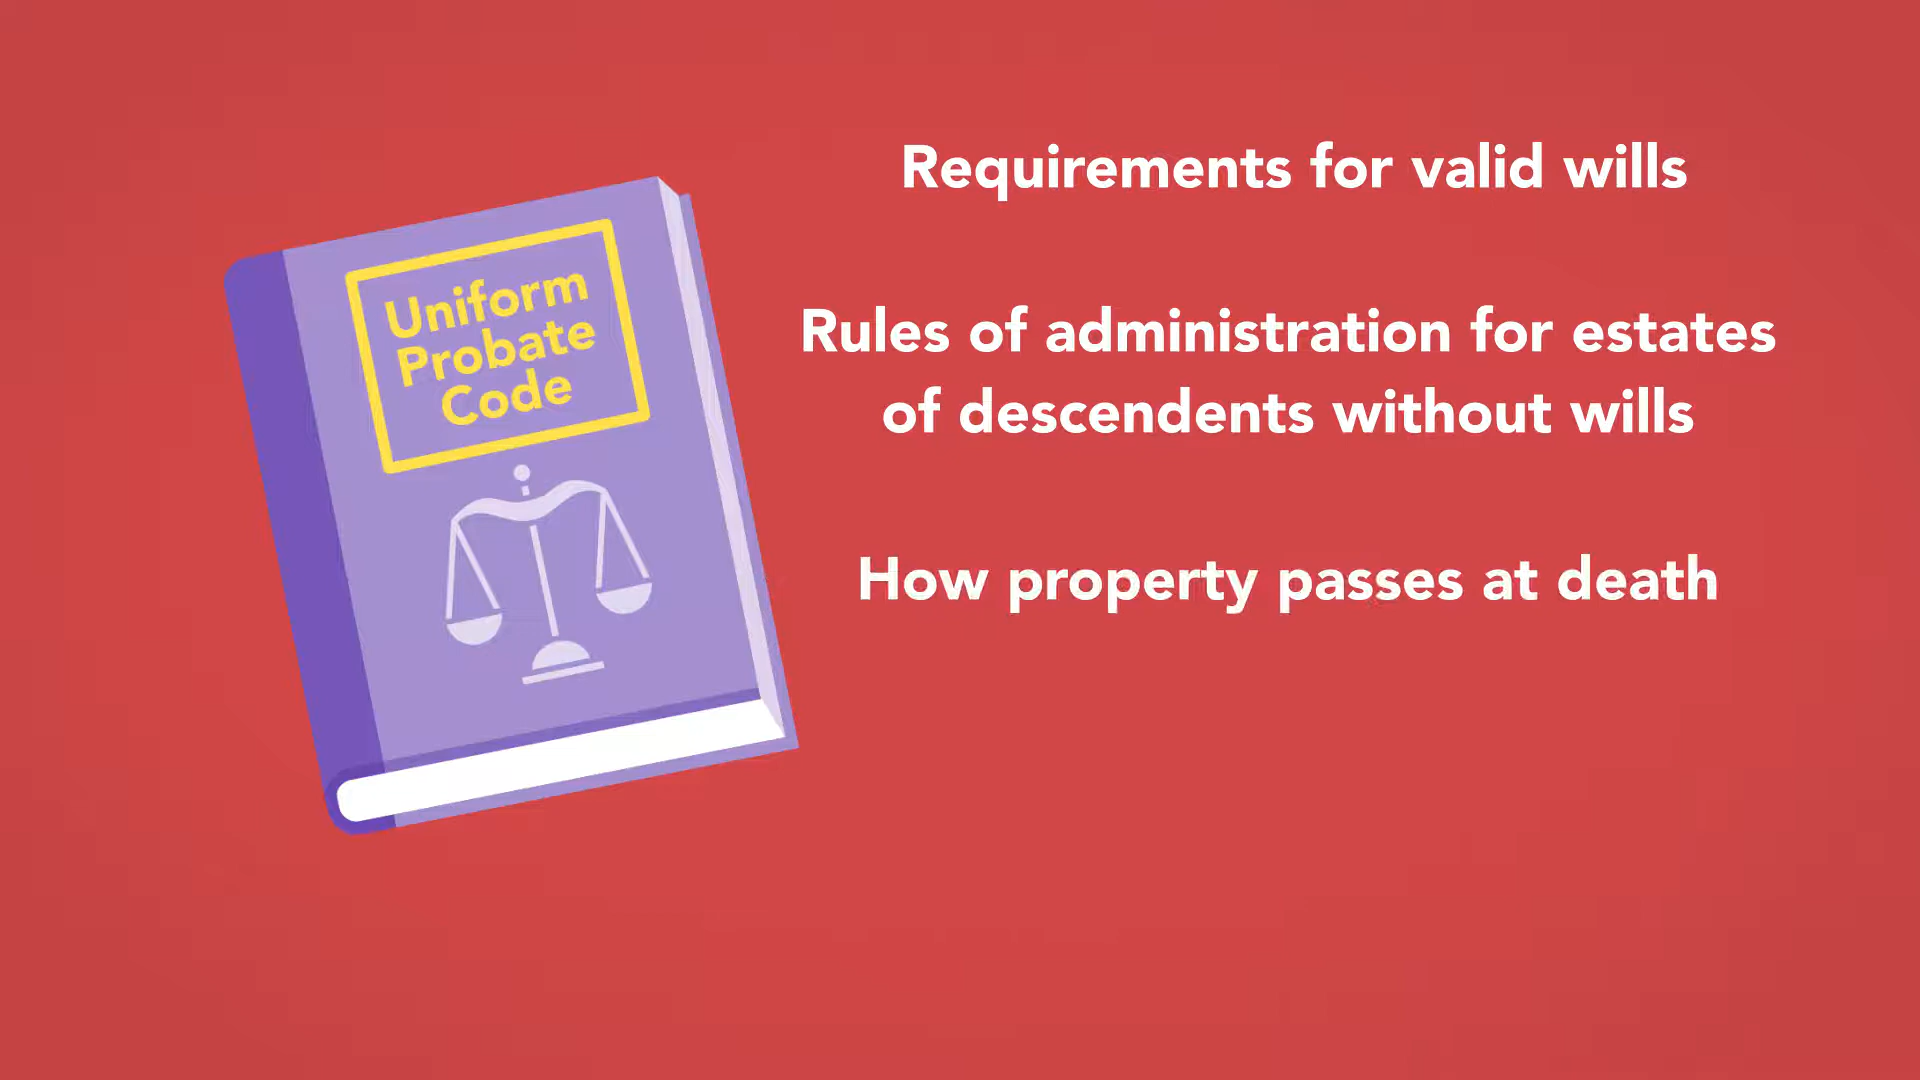 Uniform
Probate
Code
Requirements for valid wills
Rules of administration for estates
of descendents without wills
How property passes at death